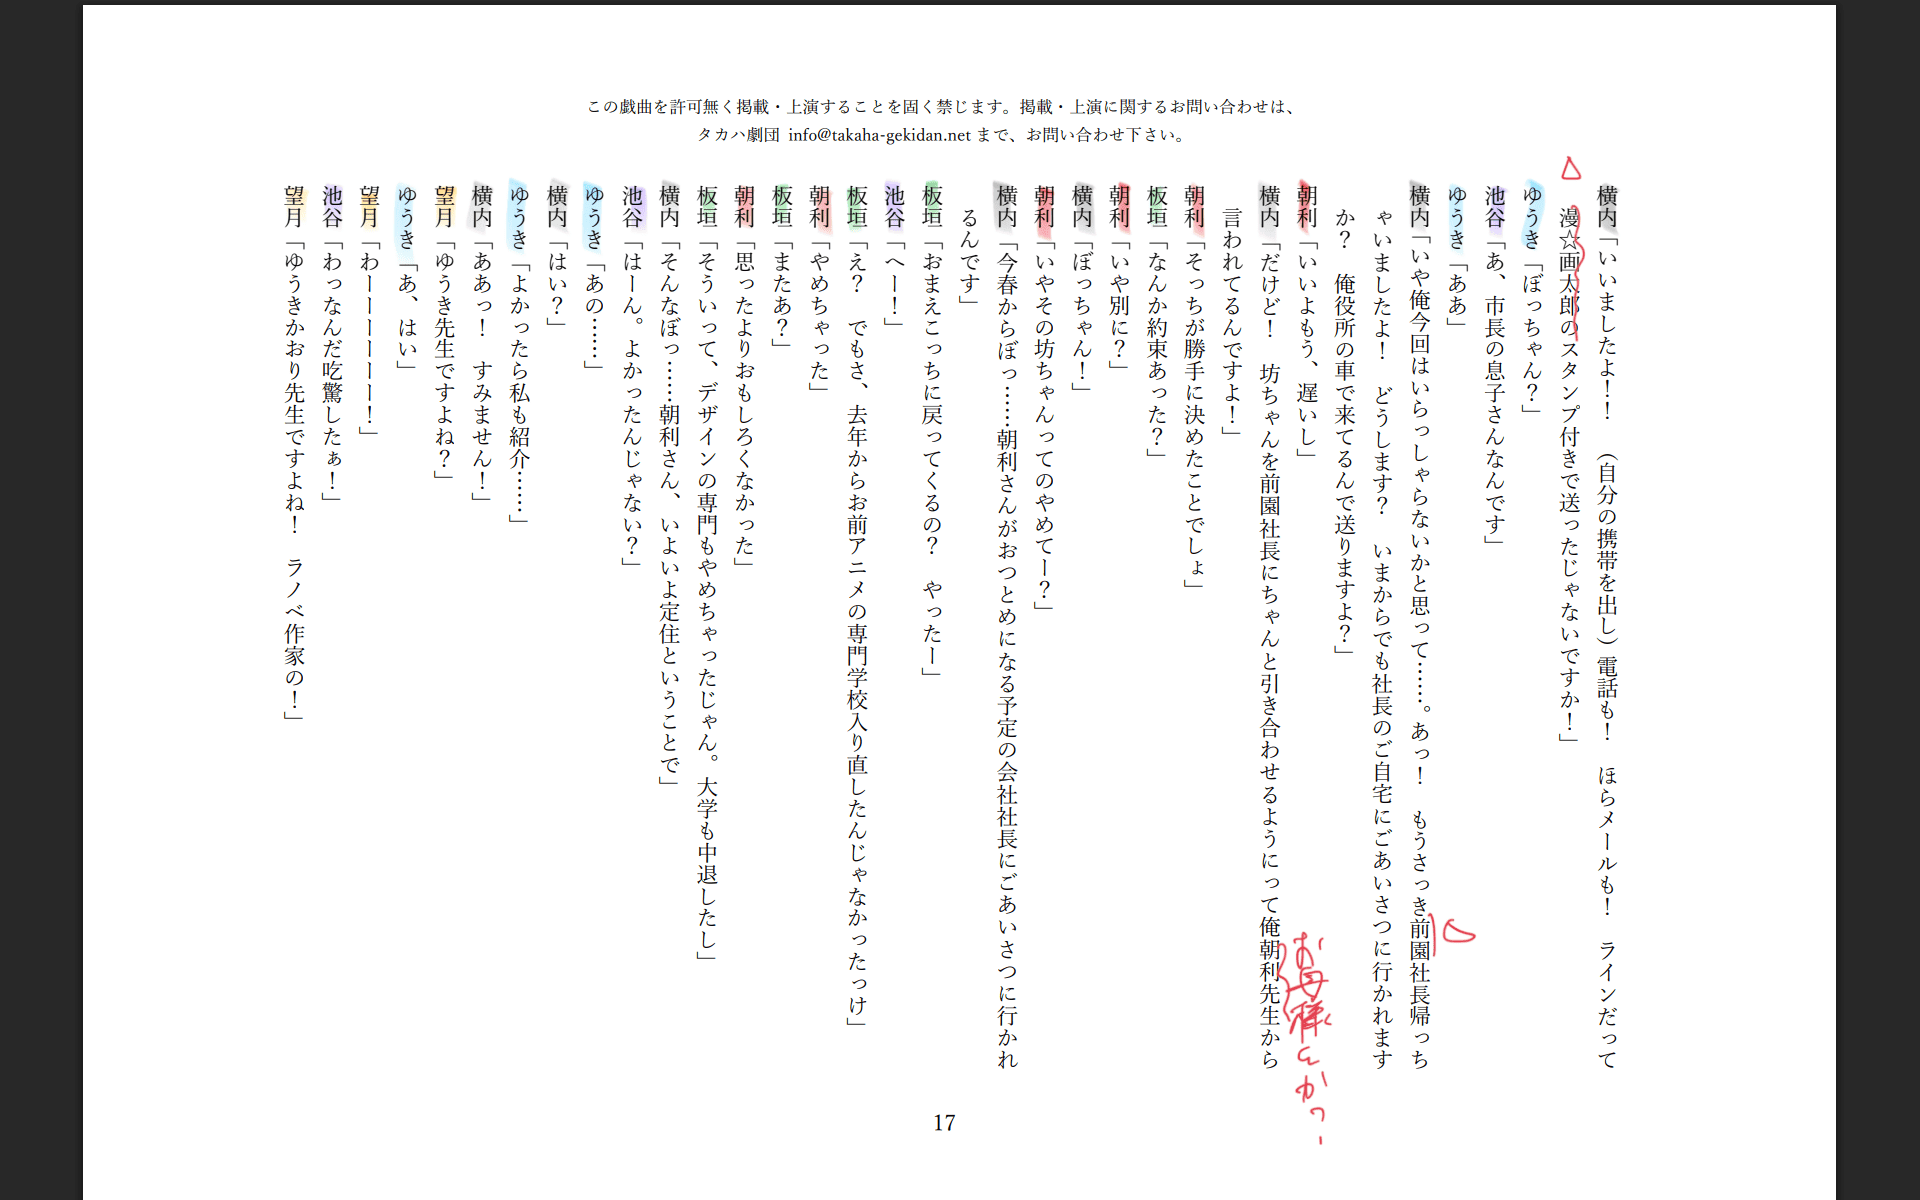 この戯曲を許可無く掲載・上演することを固く禁じます。掲載・上演に関するお問い合わせは、
タカハ劇団 info@takaha-gekidan.net まで、お問い合わせ下さい。
横内「いいましたよ！！　（自分の携帯を出し）電話も！　ほらメールも！　ラインだって
漫☆画太郎のスタンプ付きで送ったじゃないですか！」
ゆうき「ぼっちゃん？」
池谷「あ、市長の息子さんなんです」
ゆうき「ああ」
横内「いや俺今回はいらっしゃらないかと思って……。あっ！　もうさっき前園社長帰っち
ゃいましたよ！　どうします？　いまからでも社長のご自宅にごあいさつに行かれます
か？　俺役所の車で来てるんで送りますよ？」
朝利「いいよもう、遅いし」
お母様
横内「だけど！　坊ちゃんを前園社長にちゃんと引き合わせるようにって俺朝利先生から
言われてるんですよ！」
朝利「そっちが勝手に決めたことでしょ」
板垣「なんか約束あった？」
朝利「いや別に？」
横内「ぼっちゃん！」
朝利「いやその坊ちゃんってのやめてー？」
横内「今春からぼっ……朝利さんがおつとめになる予定の会社社長にごあいさつに行かれ
るんです」
板垣「おまえこっちに戻ってくるの？　やったー」
池谷「へー！」
板垣「え？　でもさ、去年からお前アニメの専門学校入り直したんじゃなかったっけ」
朝利「やめちゃった」
板垣「またあ？」
朝利「思ったよりおもしろくなかった」
板垣「そういって、デザインの専門もやめちゃったじゃん。大学も中退したし」
横内「そんなぼっ……朝利さん、いよいよ定住ということで」
池谷「はーん。よかったんじゃない？」
ゆうき「あの……」
横内「はい？」
ゆうき「よかったら私も紹介……」
横内「ああっ！　すみません！」
望月「ゆうき先生ですよね？」
ゆうき「あ、はい」
望月「わーーーーーー！」
池谷「わっなんだ吃驚したぁ！」
望月「ゆうきかおり先生ですよね！　ラノベ作家の！」
17